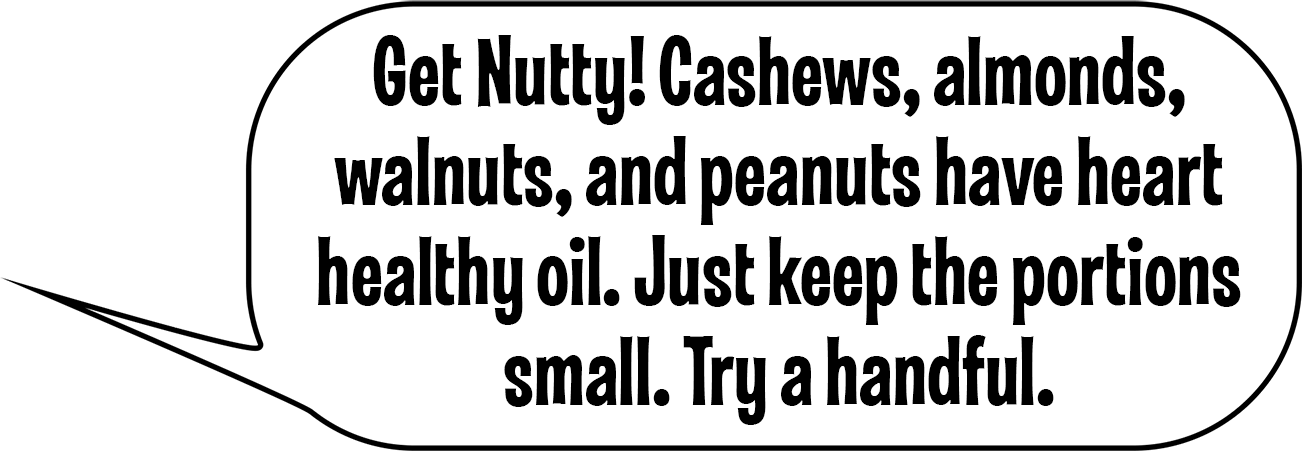 Get Nutty! Cashews, almonds,
walnuts, and peanuts have heart
healthy oil. Just keep the portions
small. Try a handful.